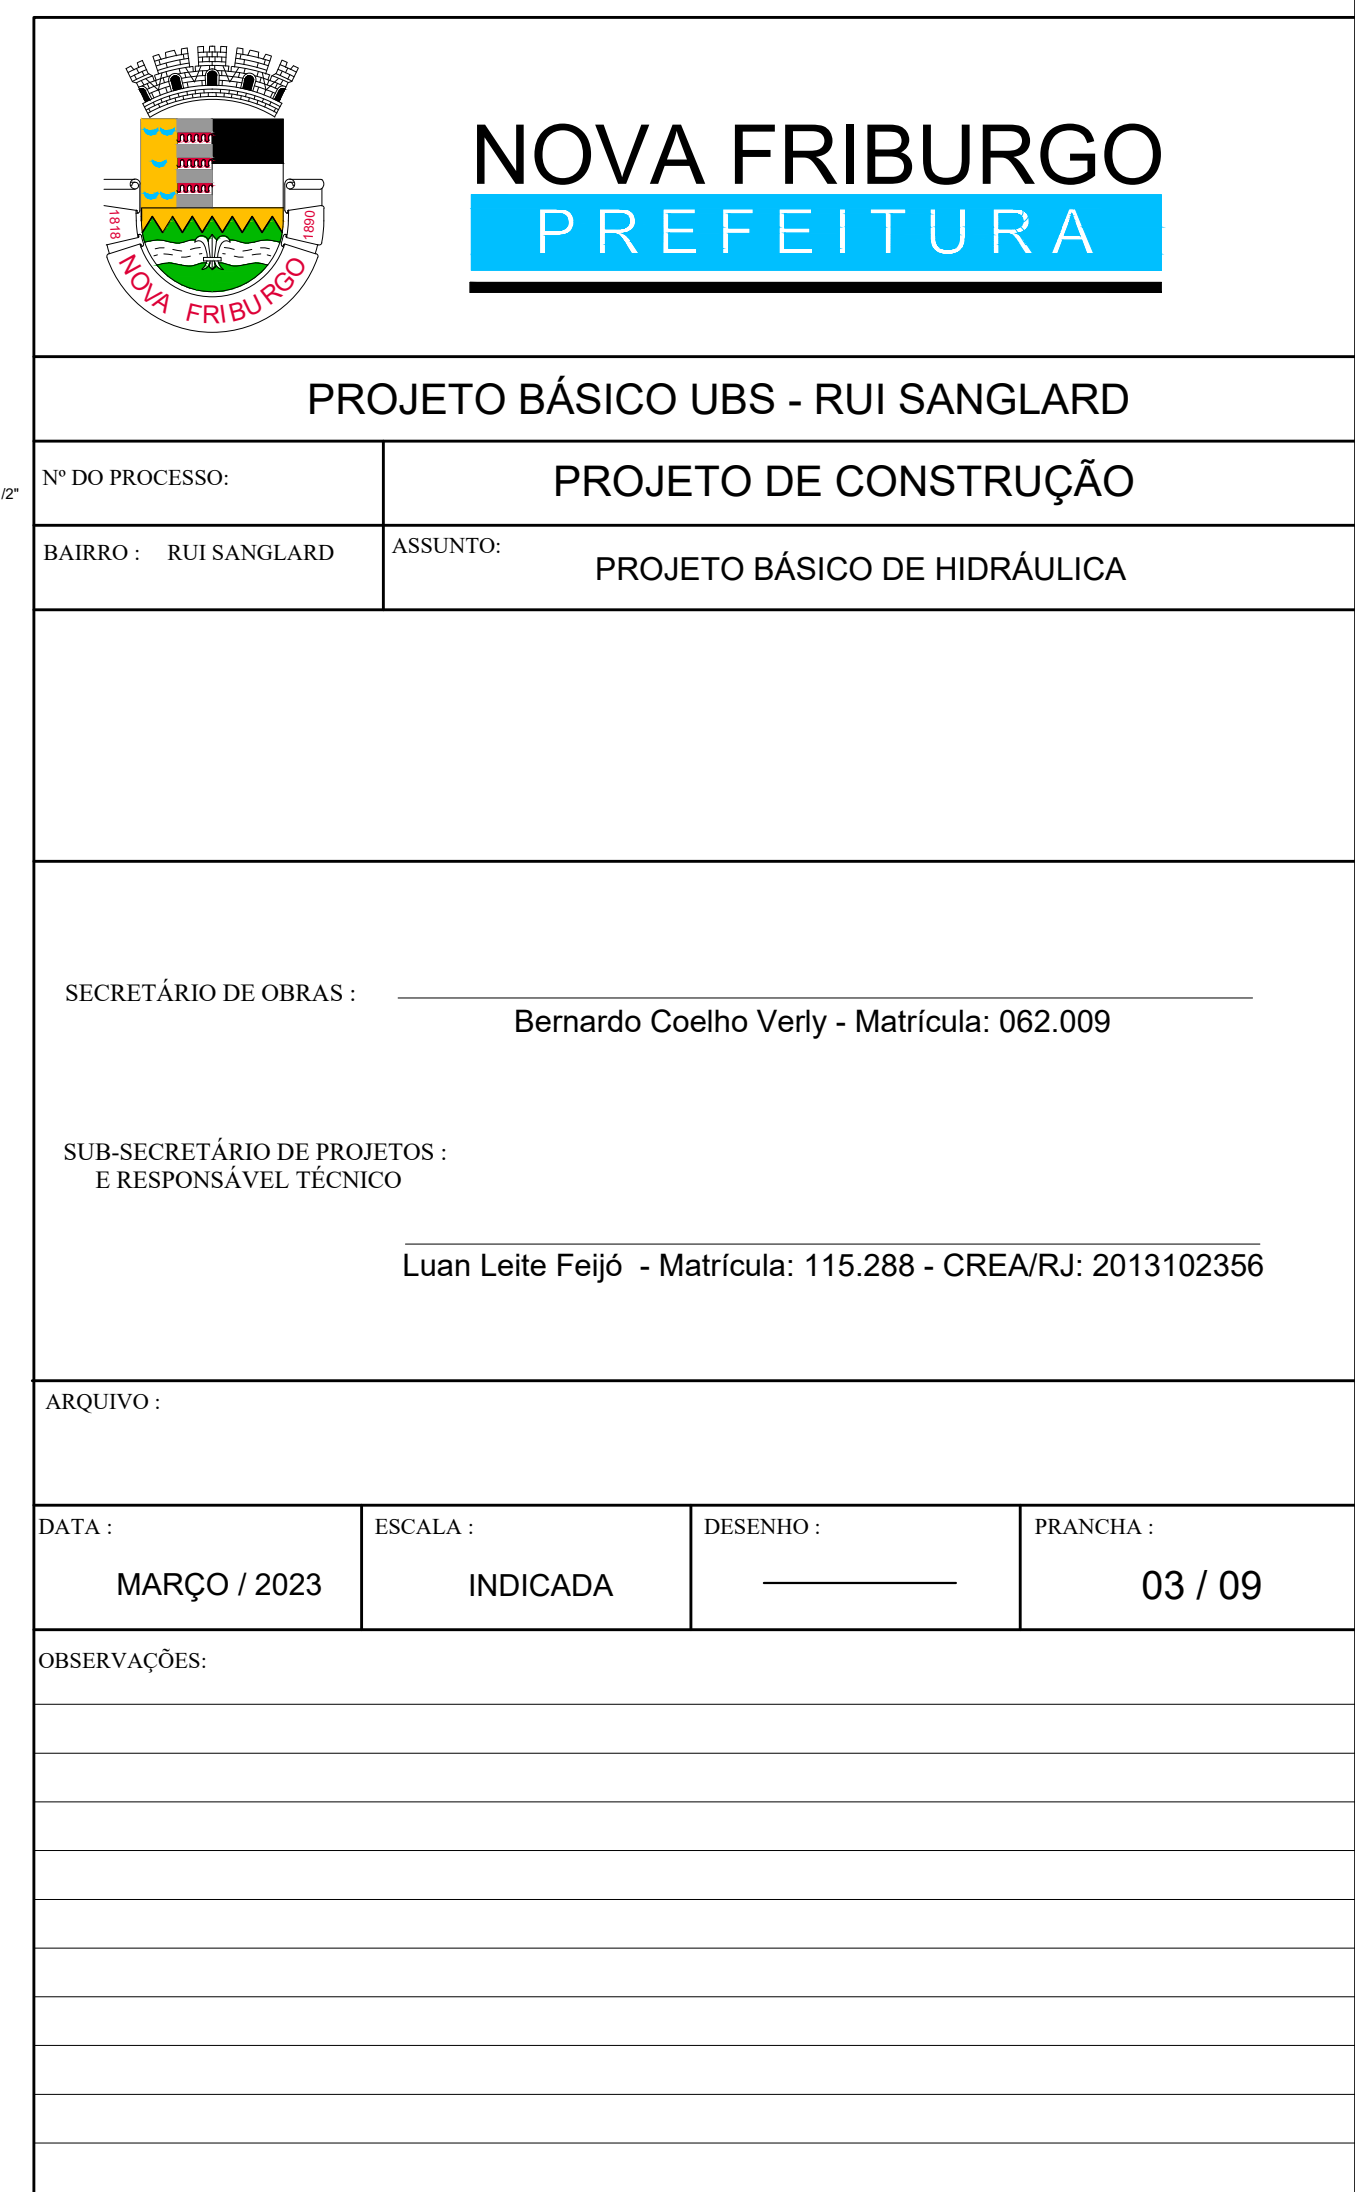 1818
1890
NOVA FRIBURGO
NOVA FRIBURGO
PREFEITURA
PROJETO BÁSICO UBS - RUI SANGLARD
/2"
Nº DO PROCESSO:
PROJETO DE CONSTRUÇÃO
BAIRRO : RUI SANGLARD
ASSUNTO:
PROJETO BÁSICO DE HIDRÁULICA
SECRETÁRIO DE OBRAS :
Bernardo Coelho Verly - Matrícula: 062.009
SUB-SECRETÁRIO DE PROJETOS :
E RESPONSÁVEL TÉCNICO
Luan Leite Feijó - Matrícula: 115.288 - CREA/RJ: 2013102356
ARQUIVO :
DATA :
MARÇO / 2023
ESCALA :
INDICADA
DESENHO :
PRANCHA :
03 / 09
OBSERVAÇÕES: